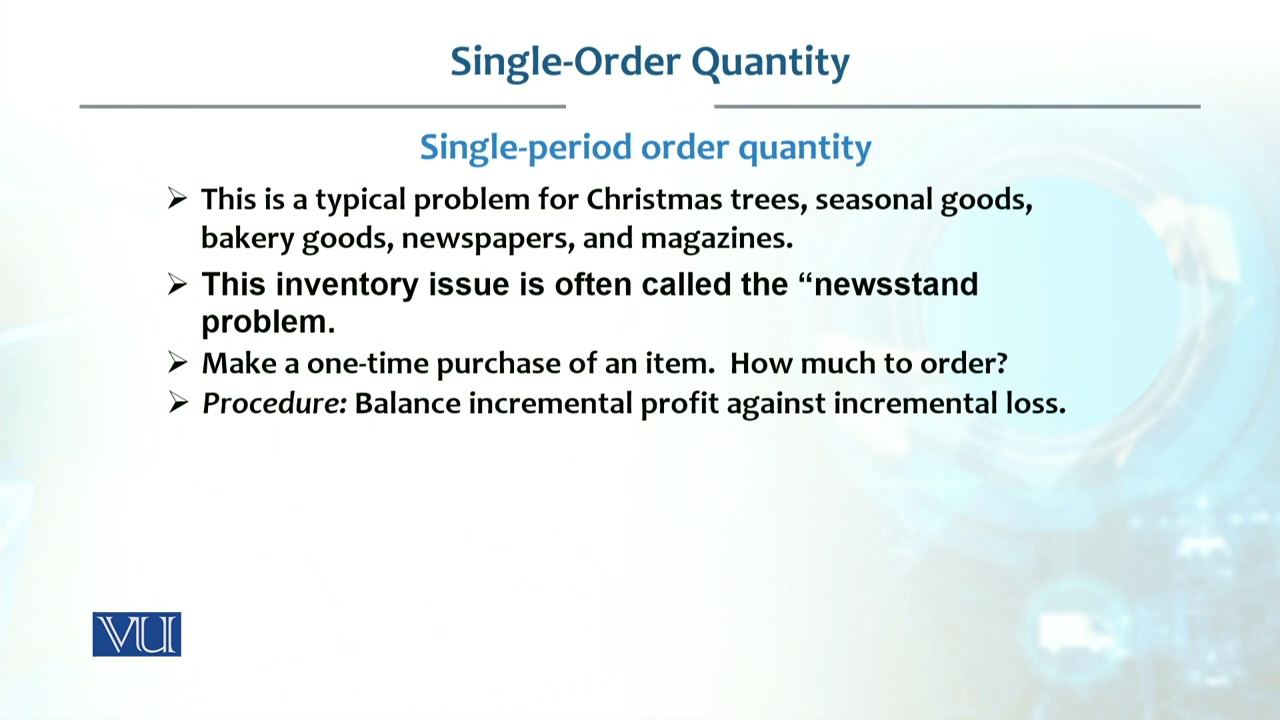 Single-Order Quantity
Single-period order quantity
➢ This is a typical problem for Christmas trees, seasonal goods,
bakery goods, newspapers, and magazines.
➢ This inventory issue is often called the “newsstand
problem.
➢ Make a one-time purchase of an item.  How much to order?
➢ Procedure: Balance incremental profit against incremental loss.
VU